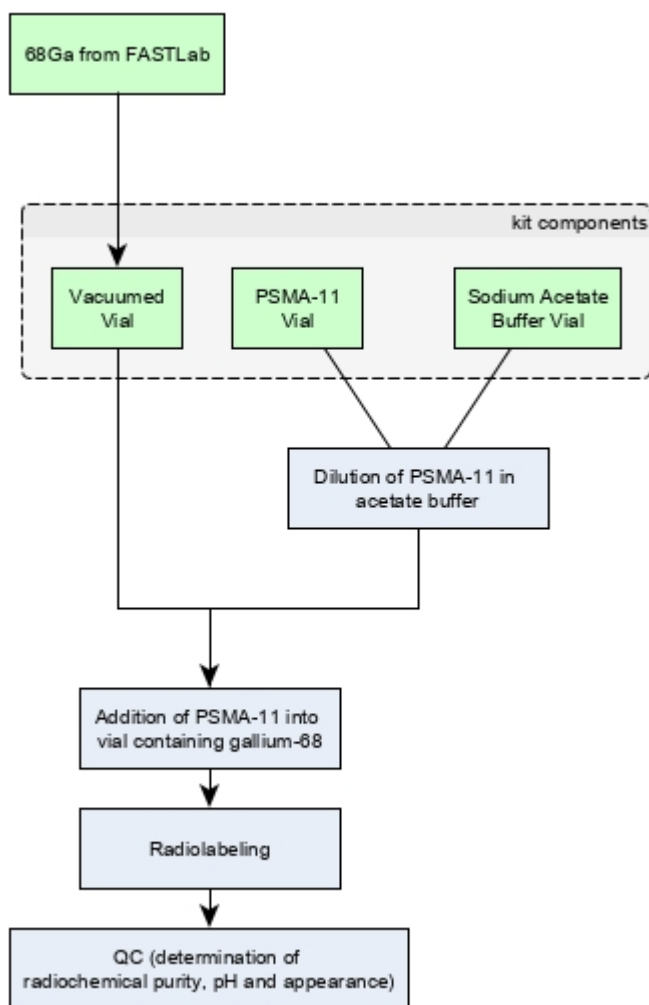 68Ga from FASTLab
kit components
Vacuumed
Vial
PSMA-11
Vial
Sodium Acetate
Buffer Vial
Dilution of PSMA-11 in
acetate buffer
Addition of PSMA-11 into
vial containing gallium-68
Radiolabeling
QC (determination of
radiochemical purity, pH and appearance)